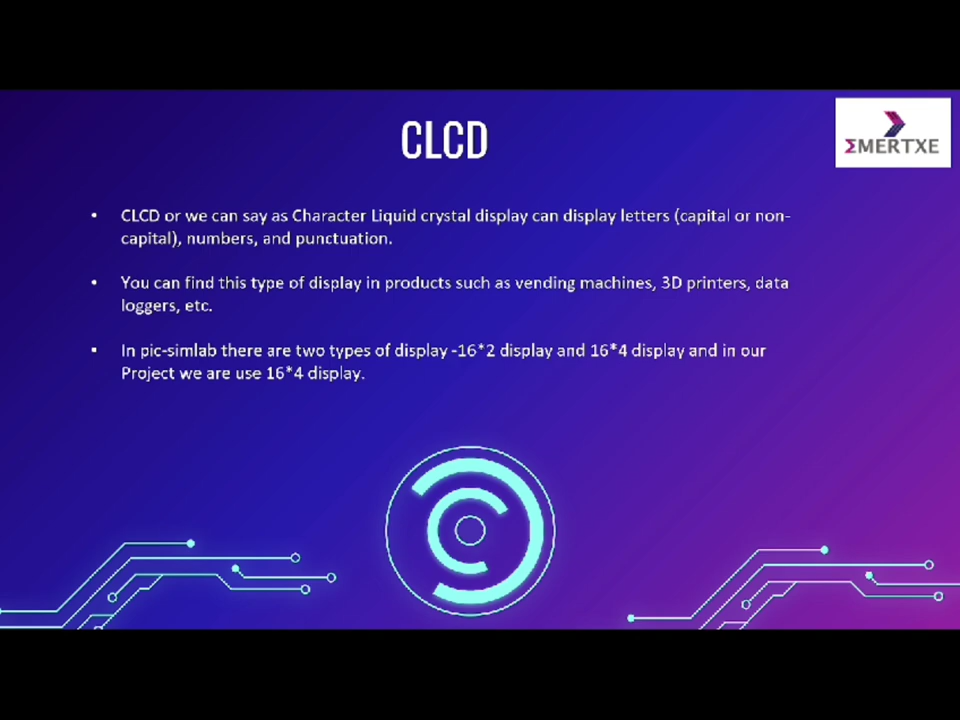 CLCD
ΣMERTXE
• CLCD or we can say as Character Liquid crystal display can display letters (capital or non-
capital), numbers, and punctuation.
• You can find this type of display in products such as vending machines, 3D printers, data
loggers, etc.
• In pic-simlab there are two types of display -16*2 display and 16*4 display and in our
Project we are use 16*4 display.